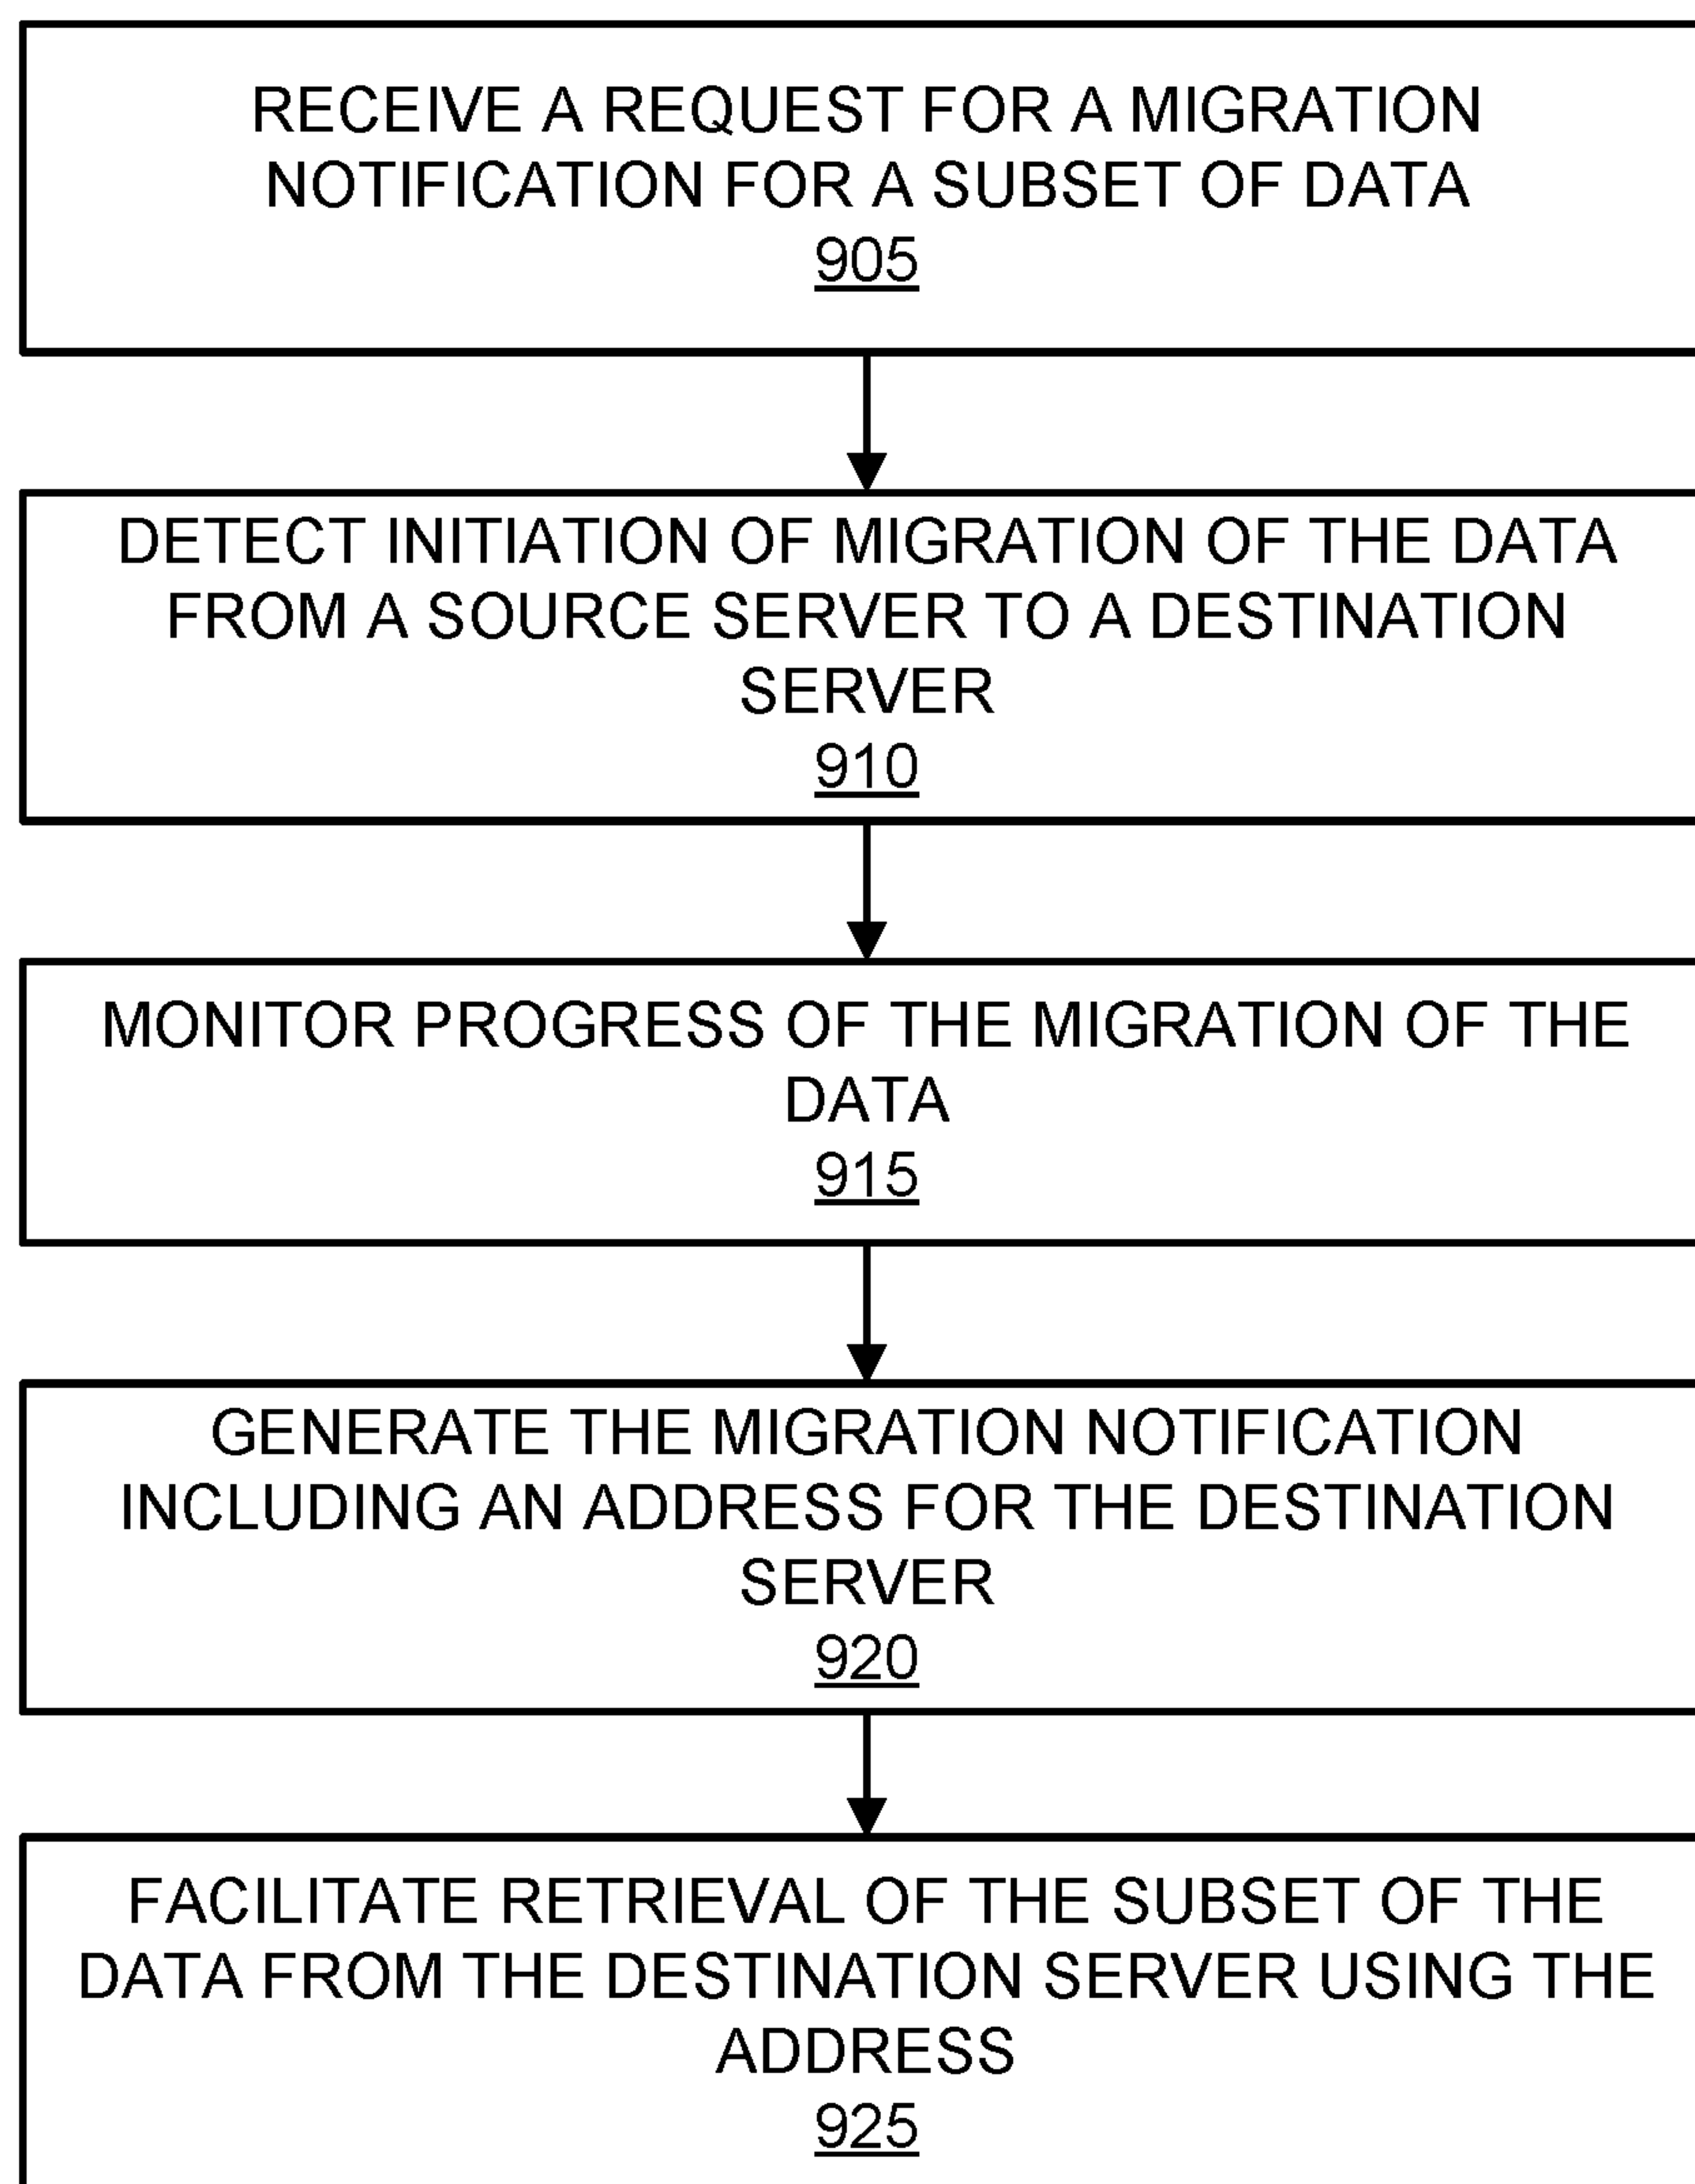 RECEIVE A REQUEST FOR A MIGRATION
NOTIFICATION FOR A SUBSET OF DATA
905
DETECT INITIATION OF MIGRATION OF THE DATA
FROM A SOURCE SERVER TO A DESTINATION
SERVER
910
MONITOR PROGRESS OF THE MIGRATION OF THE
DATA
915
GENERATE THE MIGRATION NOTIFICATION
INCLUDING AN ADDRESS FOR THE DESTINATION
SERVER
920
FACILITATE RETRIEVAL OF THE SUBSET OF THE
DATA FROM THE DESTINATION SERVER USING THE
ADDRESS
925